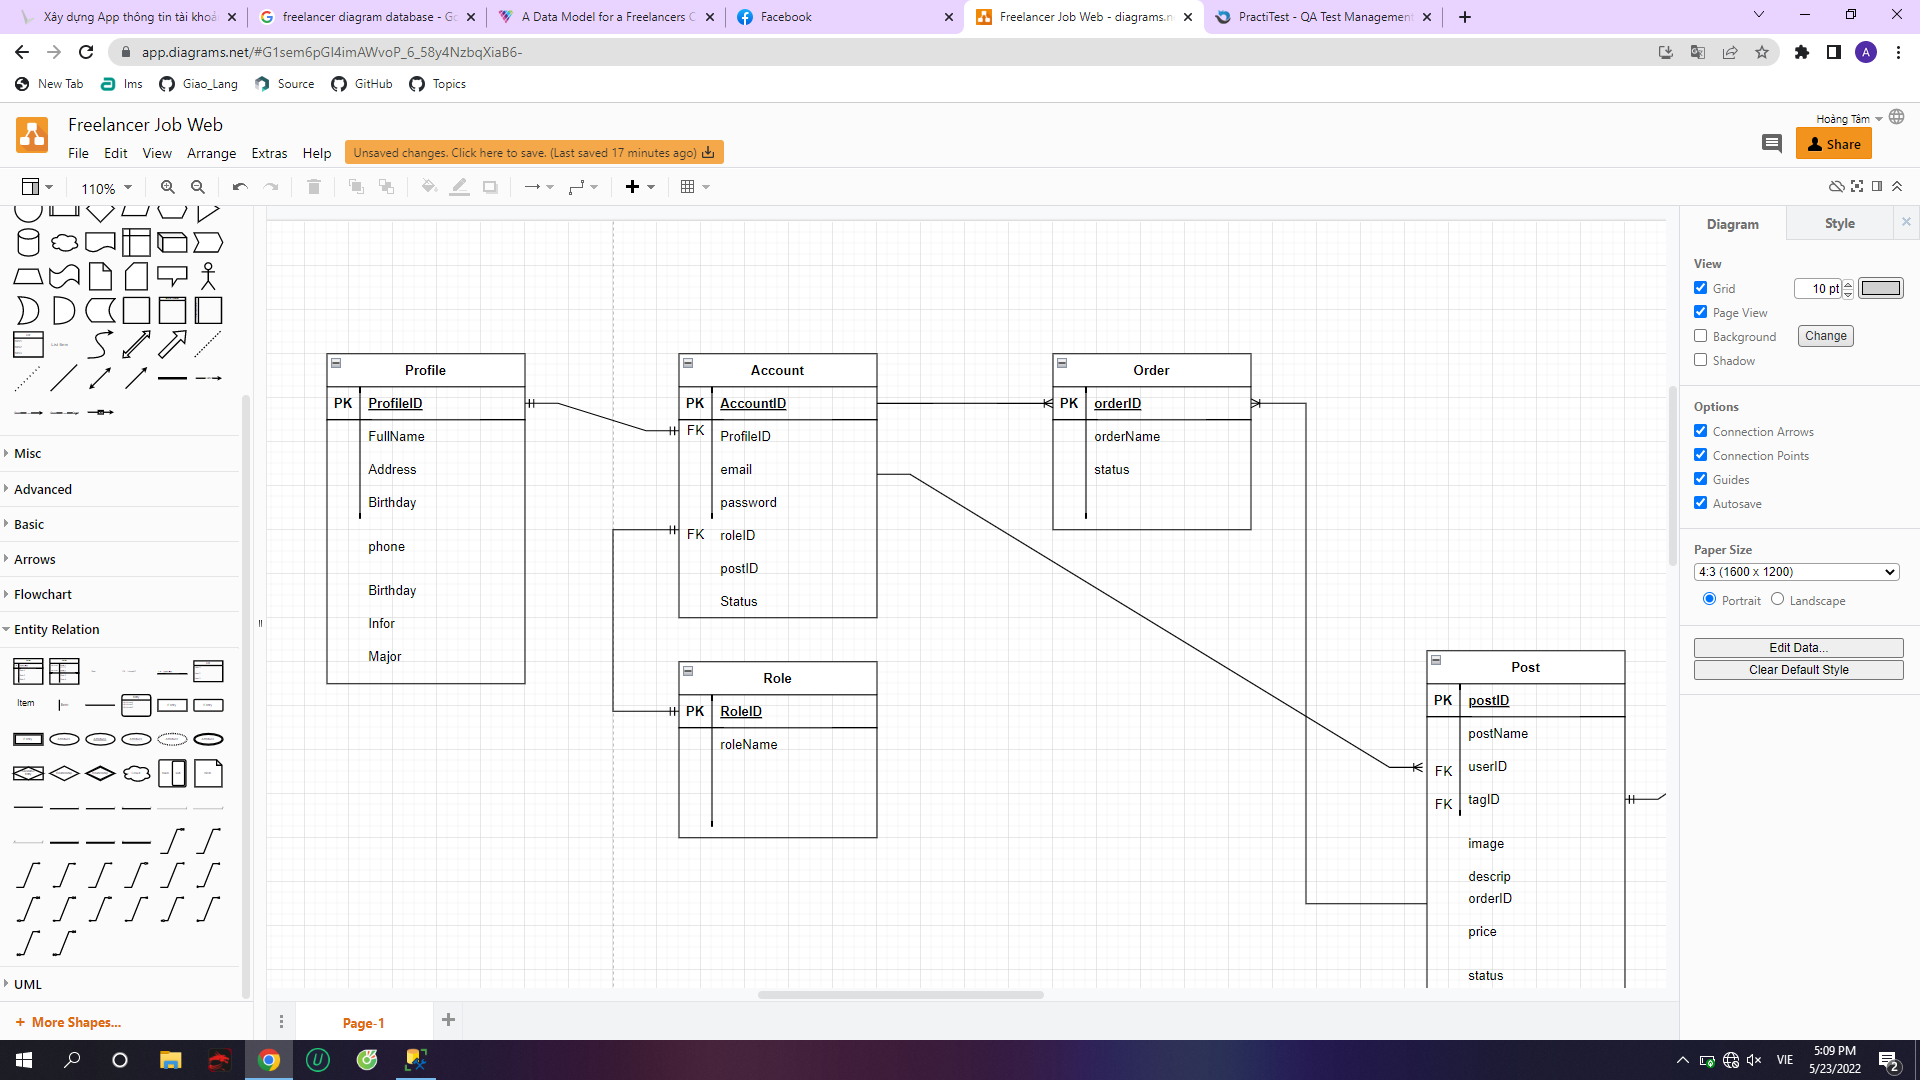 Xây dựng App thông tin tài khoả
freelancer diagram database - Go
A Data Model for a Freelancers C
Facebook
Freelancer Job Web - diagrams.n
PractiTest - QA Test Management
app.diagrams.net/#G1sem6pGI4imAWvoP_6_58y4NzbqXiaB6-
A
New Tab
Ims
Giao_Lang
Source
GitHub
Topics
Freelancer Job Web
Hoàng Tâm
File Edit View Arrange Extras Help
Unsaved changes. Click here to save. (Last saved 17 minutes ago)
Share
110%
Misc
Advanced
Basic
Arrows
Flowchart
Entity Relation
Item
UML
+ More Shapes...
Profile
PK ProfileID
FullName
Address
Birthday
phone
Birthday
Infor
Major
Account
PK AccountID
FK ProfileID
email
password
FK roleID
postID
Status
Role
PK RoleID
roleName
Order
PK orderID
orderName
status
Post
PK postID
postName
FK userID
FK tagID
image
descrip
orderID
price
status
Diagram
Style
View
Grid
10 pt
Page View
Background
Change
Shadow
Options
Connection Arrows
Connection Points
Guides
Autosave
Paper Size
4:3 (1600 x 1200)
Portrait
Landscape
Edit Data...
Clear Default Style
Page-1
VIE
5:09 PM
5/23/2022
2